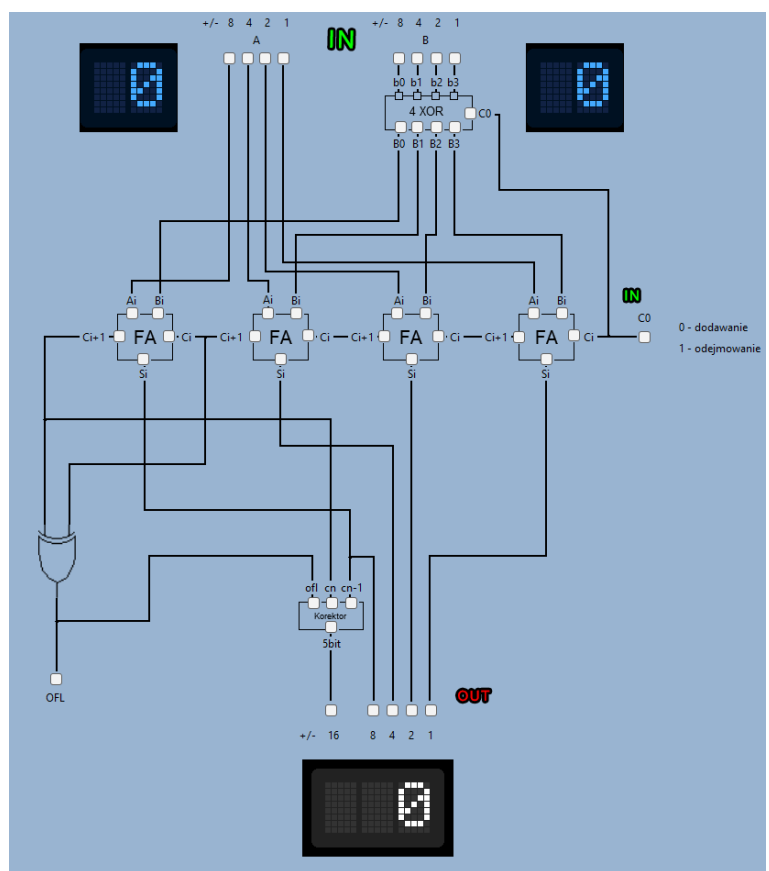 +/- 8 4 2 1
A
IN
+/- 8 4 2 1
B
0
0
b0 b1 b2 b3
4 XOR
C0
B0 B1 B2 B3
Ai Bi
Ai Bi
Ai Bi
Ai Bi
IN
C0
Ci+1 FA Ci
Ci+1 FA Ci
Ci+1 FA Ci
Ci+1 FA Ci
0 - dodawanie
1 - odejmowanie
Si
Si
Si
Si
ofl cn cn-1
Korektor
5bit
OFL
OUT
+/- 16 8 4 2 1
0